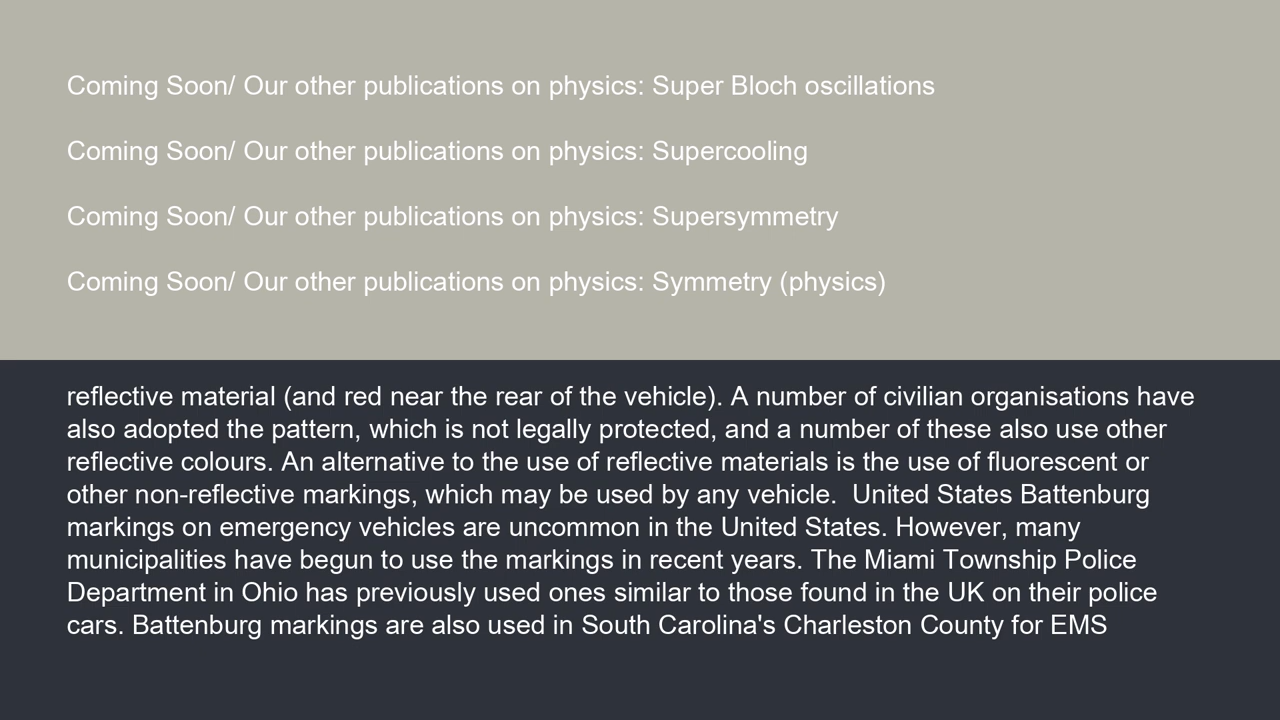 Coming Soon/ Our other publications on physics: Super Bloch oscillations
Coming Soon/ Our other publications on physics: Supercooling
Coming Soon/ Our other publications on physics: Supersymmetry
Coming Soon/ Our other publications on physics: Symmetry (physics)
reflective material (and red near the rear of the vehicle). A number of civilian organisations have
also adopted the pattern, which is not legally protected, and a number of these also use other
reflective colours. An alternative to the use of reflective materials is the use of fluorescent or
other non-reflective markings, which may be used by any vehicle.  United States Battenburg
markings on emergency vehicles are uncommon in the United States. However, many
municipalities have begun to use the markings in recent years. The Miami Township Police
Department in Ohio has previously used ones similar to those found in the UK on their police
cars. Battenburg markings are also used in South Carolina's Charleston County for EMS